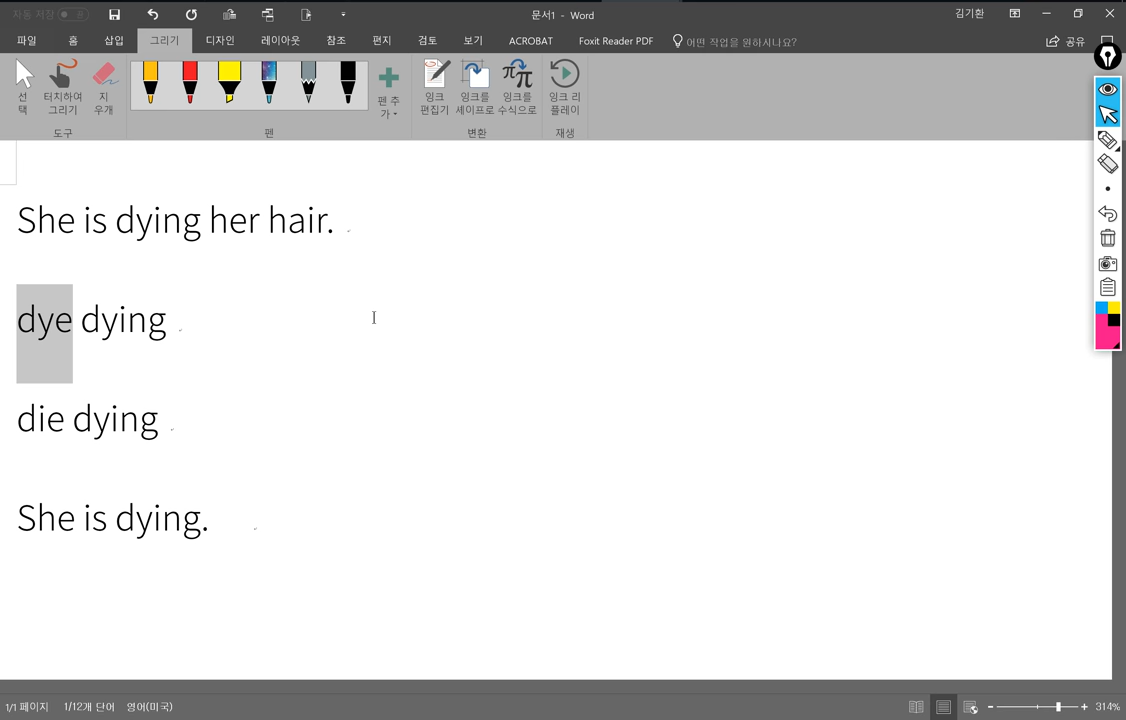 자동 저장
문서1 - Word
김기환
파일 홈 삽입 그리기 디자인 레이아웃 참조 편지 검토 보기 ACROBAT Foxit Reader PDF 어떤 작업을 원하시나요? 공유
선택
터치하여 그리기
지우개
펜 추가
잉크 편집기
잉크를 셰이프로
잉크를 수식으로
잉크 리플레이
도구 펜 변환 재생
She is dying her hair.
dye dying
die dying
She is dying.
1/1 페이지 1/12개 단어 영어(미국) 314%